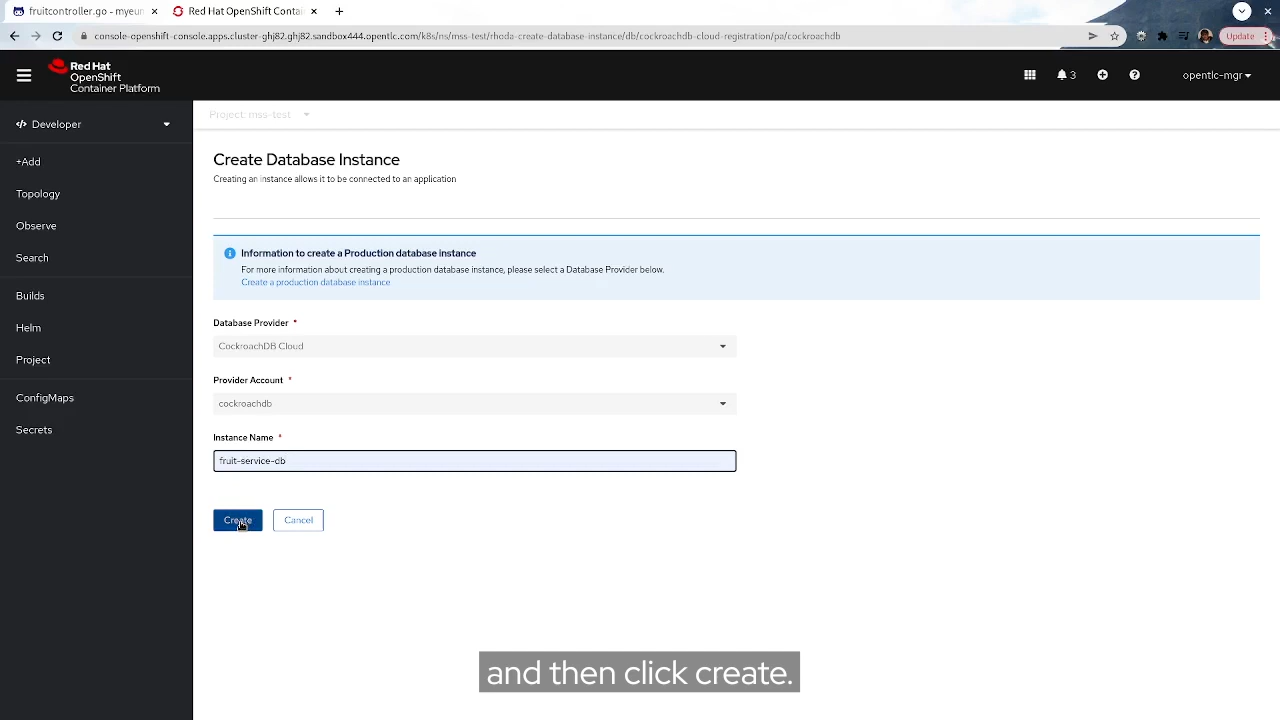 fruitcontroller.go - myeun
Red Hat OpenShift Contain
console-openshift-console.apps.cluster-ghj82.ghj82.sandbox444.opentlc.com/k8s/ns/mss-test/rhoda-create-database-instance/db/cockroachdb-cloud-registration/pa/cockroachdb
Update
Red Hat
OpenShift
Container Platform
3
opentlc-mgr
Developer
+Add
Topology
Observe
Search
Builds
Helm
Project
ConfigMaps
Secrets
Project: mss-test
Create Database Instance
Creating an instance allows it to be connected to an application
Information to create a Production database instance
For more information about creating a production database instance, please select a Database Provider below.
Create a production database instance
Database Provider *
CockroachDB Cloud
Provider Account *
cockroachdb
Instance Name *
fruit-service-db
Create
Cancel
and then click create.